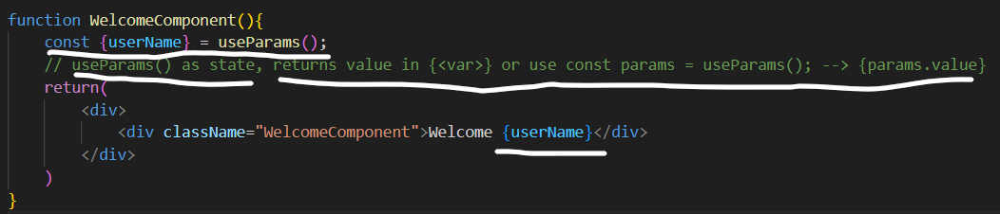 function WelcomeComponent(){
const {userName} = useParams();
// useParams() as state, returns value in {<var>} or use const params = useParams(); --> {params.value}
return(
<div>
<div className="WelcomeComponent">Welcome {userName}</div>
</div>
)
}